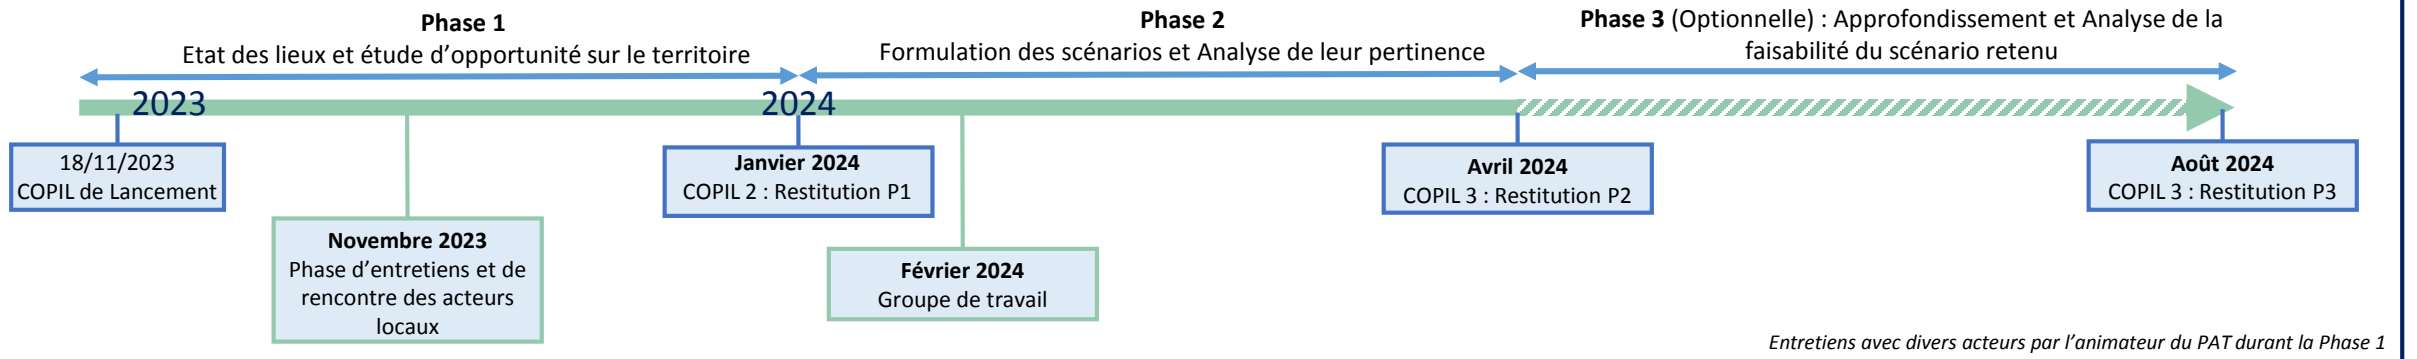 Phase 1
Etat des lieux et étude d’opportunité sur le territoire
Phase 2
Formulation des scénarios et Analyse de leur pertinence
Phase 3 (Optionnelle) : Approfondissement et Analyse de la
faisabilité du scénario retenu
2023
2024
18/11/2023
COPIL de Lancement
Novembre 2023
Phase d’entretiens et de
rencontre des acteurs
locaux
Janvier 2024
COPIL 2 : Restitution P1
Février 2024
Groupe de travail
Avril 2024
COPIL 3 : Restitution P2
Août 2024
COPIL 3 : Restitution P3
Entretiens avec divers acteurs par l’animateur du PAT durant la Phase 1